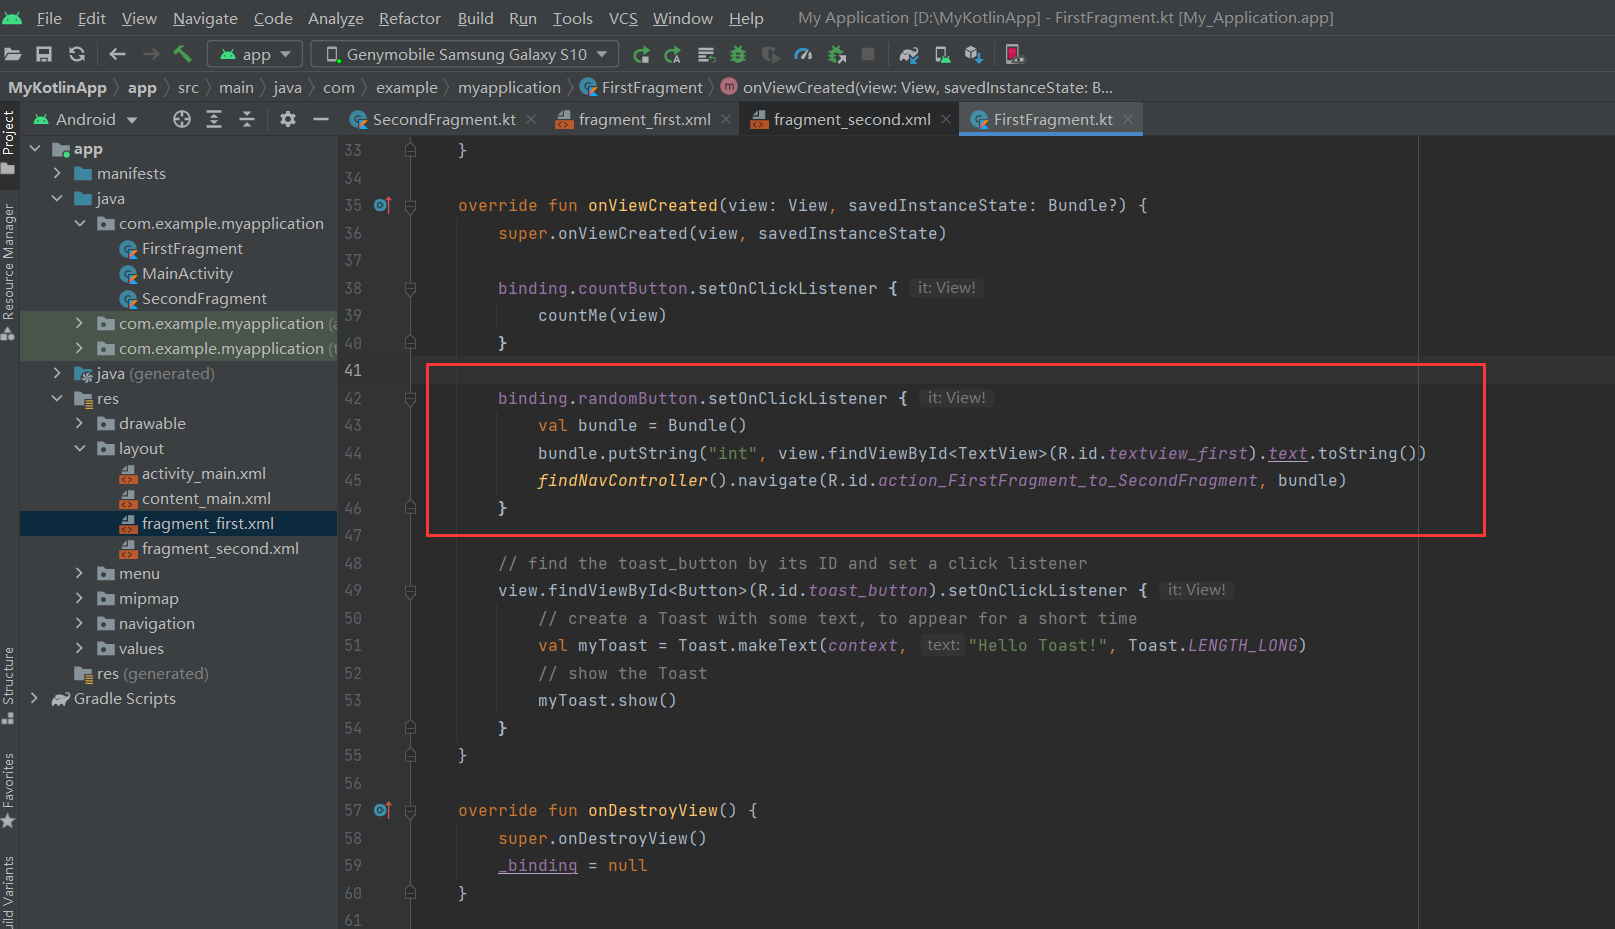 File Edit View Navigate Code Analyze Refactor Build Run Tools VCS Window Help My Application [D:\MyKotlinApp] - FirstFragment.kt [My_Application.app]
app Genymobile Samsung Galaxy S10
MyKotlinApp app src main java com example myapplication FirstFragment onViewCreated(view: View, savedInstanceState: B...
Android SecondFragment.kt fragment_first.xml fragment_second.xml FirstFragment.kt
Project
Resource Manager
Structure
Favorites
ild Variants
app
manifests
java
com.example.myapplication
FirstFragment
MainActivity
SecondFragment
com.example.myapplication (a
com.example.myapplication (t
java (generated)
res
drawable
layout
activity_main.xml
content_main.xml
fragment_first.xml
fragment_second.xml
menu
mipmap
navigation
values
res (generated)
Gradle Scripts
33 }
34
35 override fun onViewCreated(view: View, savedInstanceState: Bundle?) {
36 super.onViewCreated(view, savedInstanceState)
37
38 binding.countButton.setOnClickListener { it: View!
39 countMe(view)
40 }
41
42 binding.randomButton.setOnClickListener { it: View!
43 val bundle = Bundle()
44 bundle.putString("int", view.findViewById<TextView>(R.id.textview_first).text.toString())
45 findNavController().navigate(R.id.action_FirstFragment_to_SecondFragment, bundle)
46 }
47
48 // find the toast_button by its ID and set a click listener
49 view.findViewById<Button>(R.id.toast_button).setOnClickListener { it: View!
50 // create a Toast with some text, to appear for a short time
51 val myToast = Toast.makeText(context, text: "Hello Toast!", Toast.LENGTH_LONG)
52 // show the Toast
53 myToast.show()
54 }
55 }
56
57 override fun onDestroyView() {
58 super.onDestroyView()
59 _binding = null
60 }
61